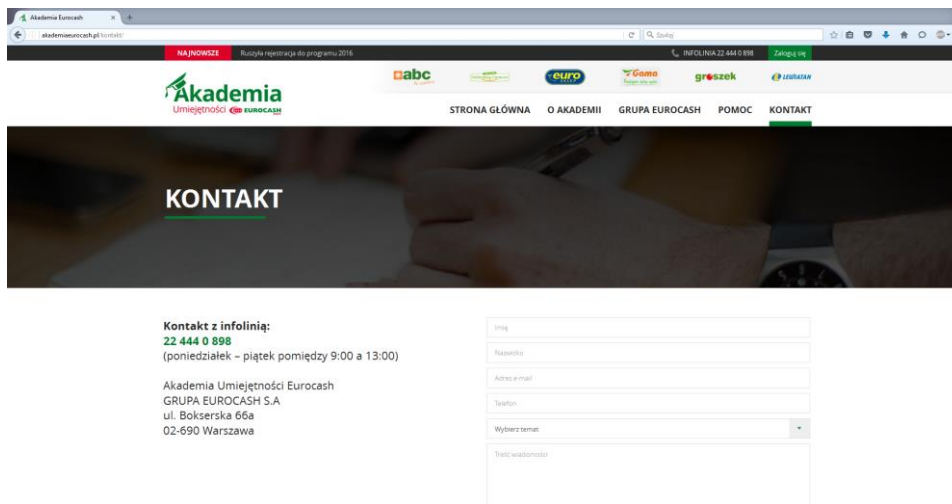 Akademia Eurocash
akademiaeurocash.pl/kontakt/
Szukaj
NAJNOWSZE Ruszyła rejestracja do programu 2016 INFOLINIA 22 444 0 898 Zaloguj się
Akademia
Umiejętności EUROCASH
abc
euro
Gama
groszek
LEWIATAN
STRONA GŁÓWNA O AKADEMII GRUPA EUROCASH POMOC KONTAKT
KONTAKT
Kontakt z infolinią:
22 444 0 898
(poniedziałek – piątek pomiędzy 9:00 a 13:00)
Akademia Umiejętności Eurocash
GRUPA EUROCASH S.A
ul. Bokserska 66a
02-690 Warszawa
Imię
Nazwisko
Adres e-mail
Telefon
Wybierz temat
Treść wiadomości